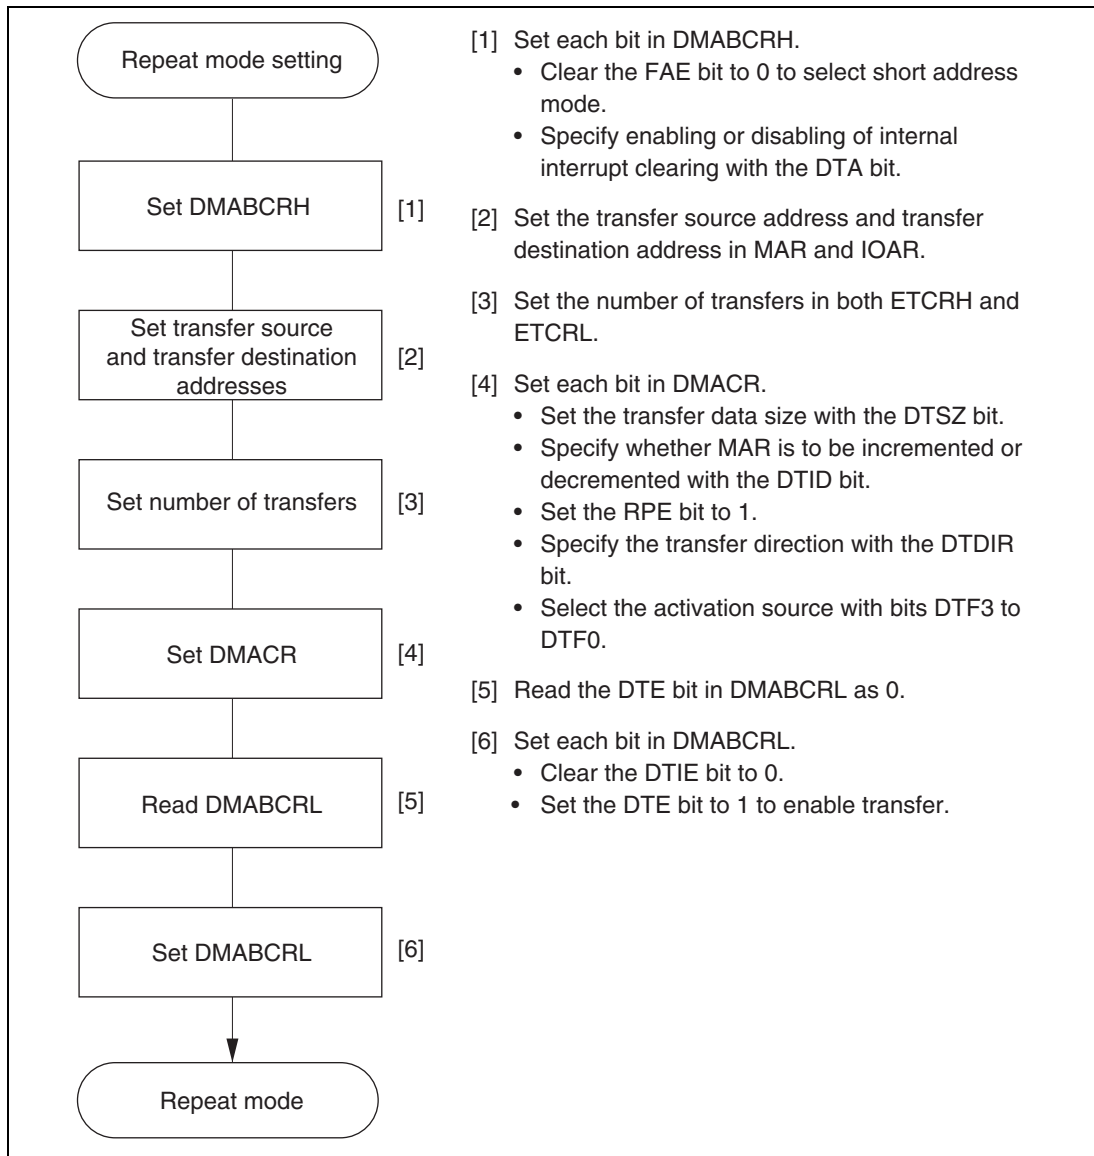 Repeat mode setting
Set DMABCRH
[1]
Set transfer source
and transfer destination
addresses
[2]
Set number of transfers
[3]
Set DMACR
[4]
Read DMABCRL
[5]
Set DMABCRL
[6]
Repeat mode
[1] Set each bit in DMABCRH.
• Clear the FAE bit to 0 to select short address
mode.
• Specify enabling or disabling of internal
interrupt clearing with the DTA bit.
[2] Set the transfer source address and transfer
destination address in MAR and IOAR.
[3] Set the number of transfers in both ETCRH and
ETCRL.
[4] Set each bit in DMACR.
• Set the transfer data size with the DTSZ bit.
• Specify whether MAR is to be incremented or
decremented with the DTID bit.
• Set the RPE bit to 1.
• Specify the transfer direction with the DTDIR
bit.
• Select the activation source with bits DTF3 to
DTF0.
[5] Read the DTE bit in DMABCRL as 0.
[6] Set each bit in DMABCRL.
• Clear the DTIE bit to 0.
• Set the DTE bit to 1 to enable transfer.